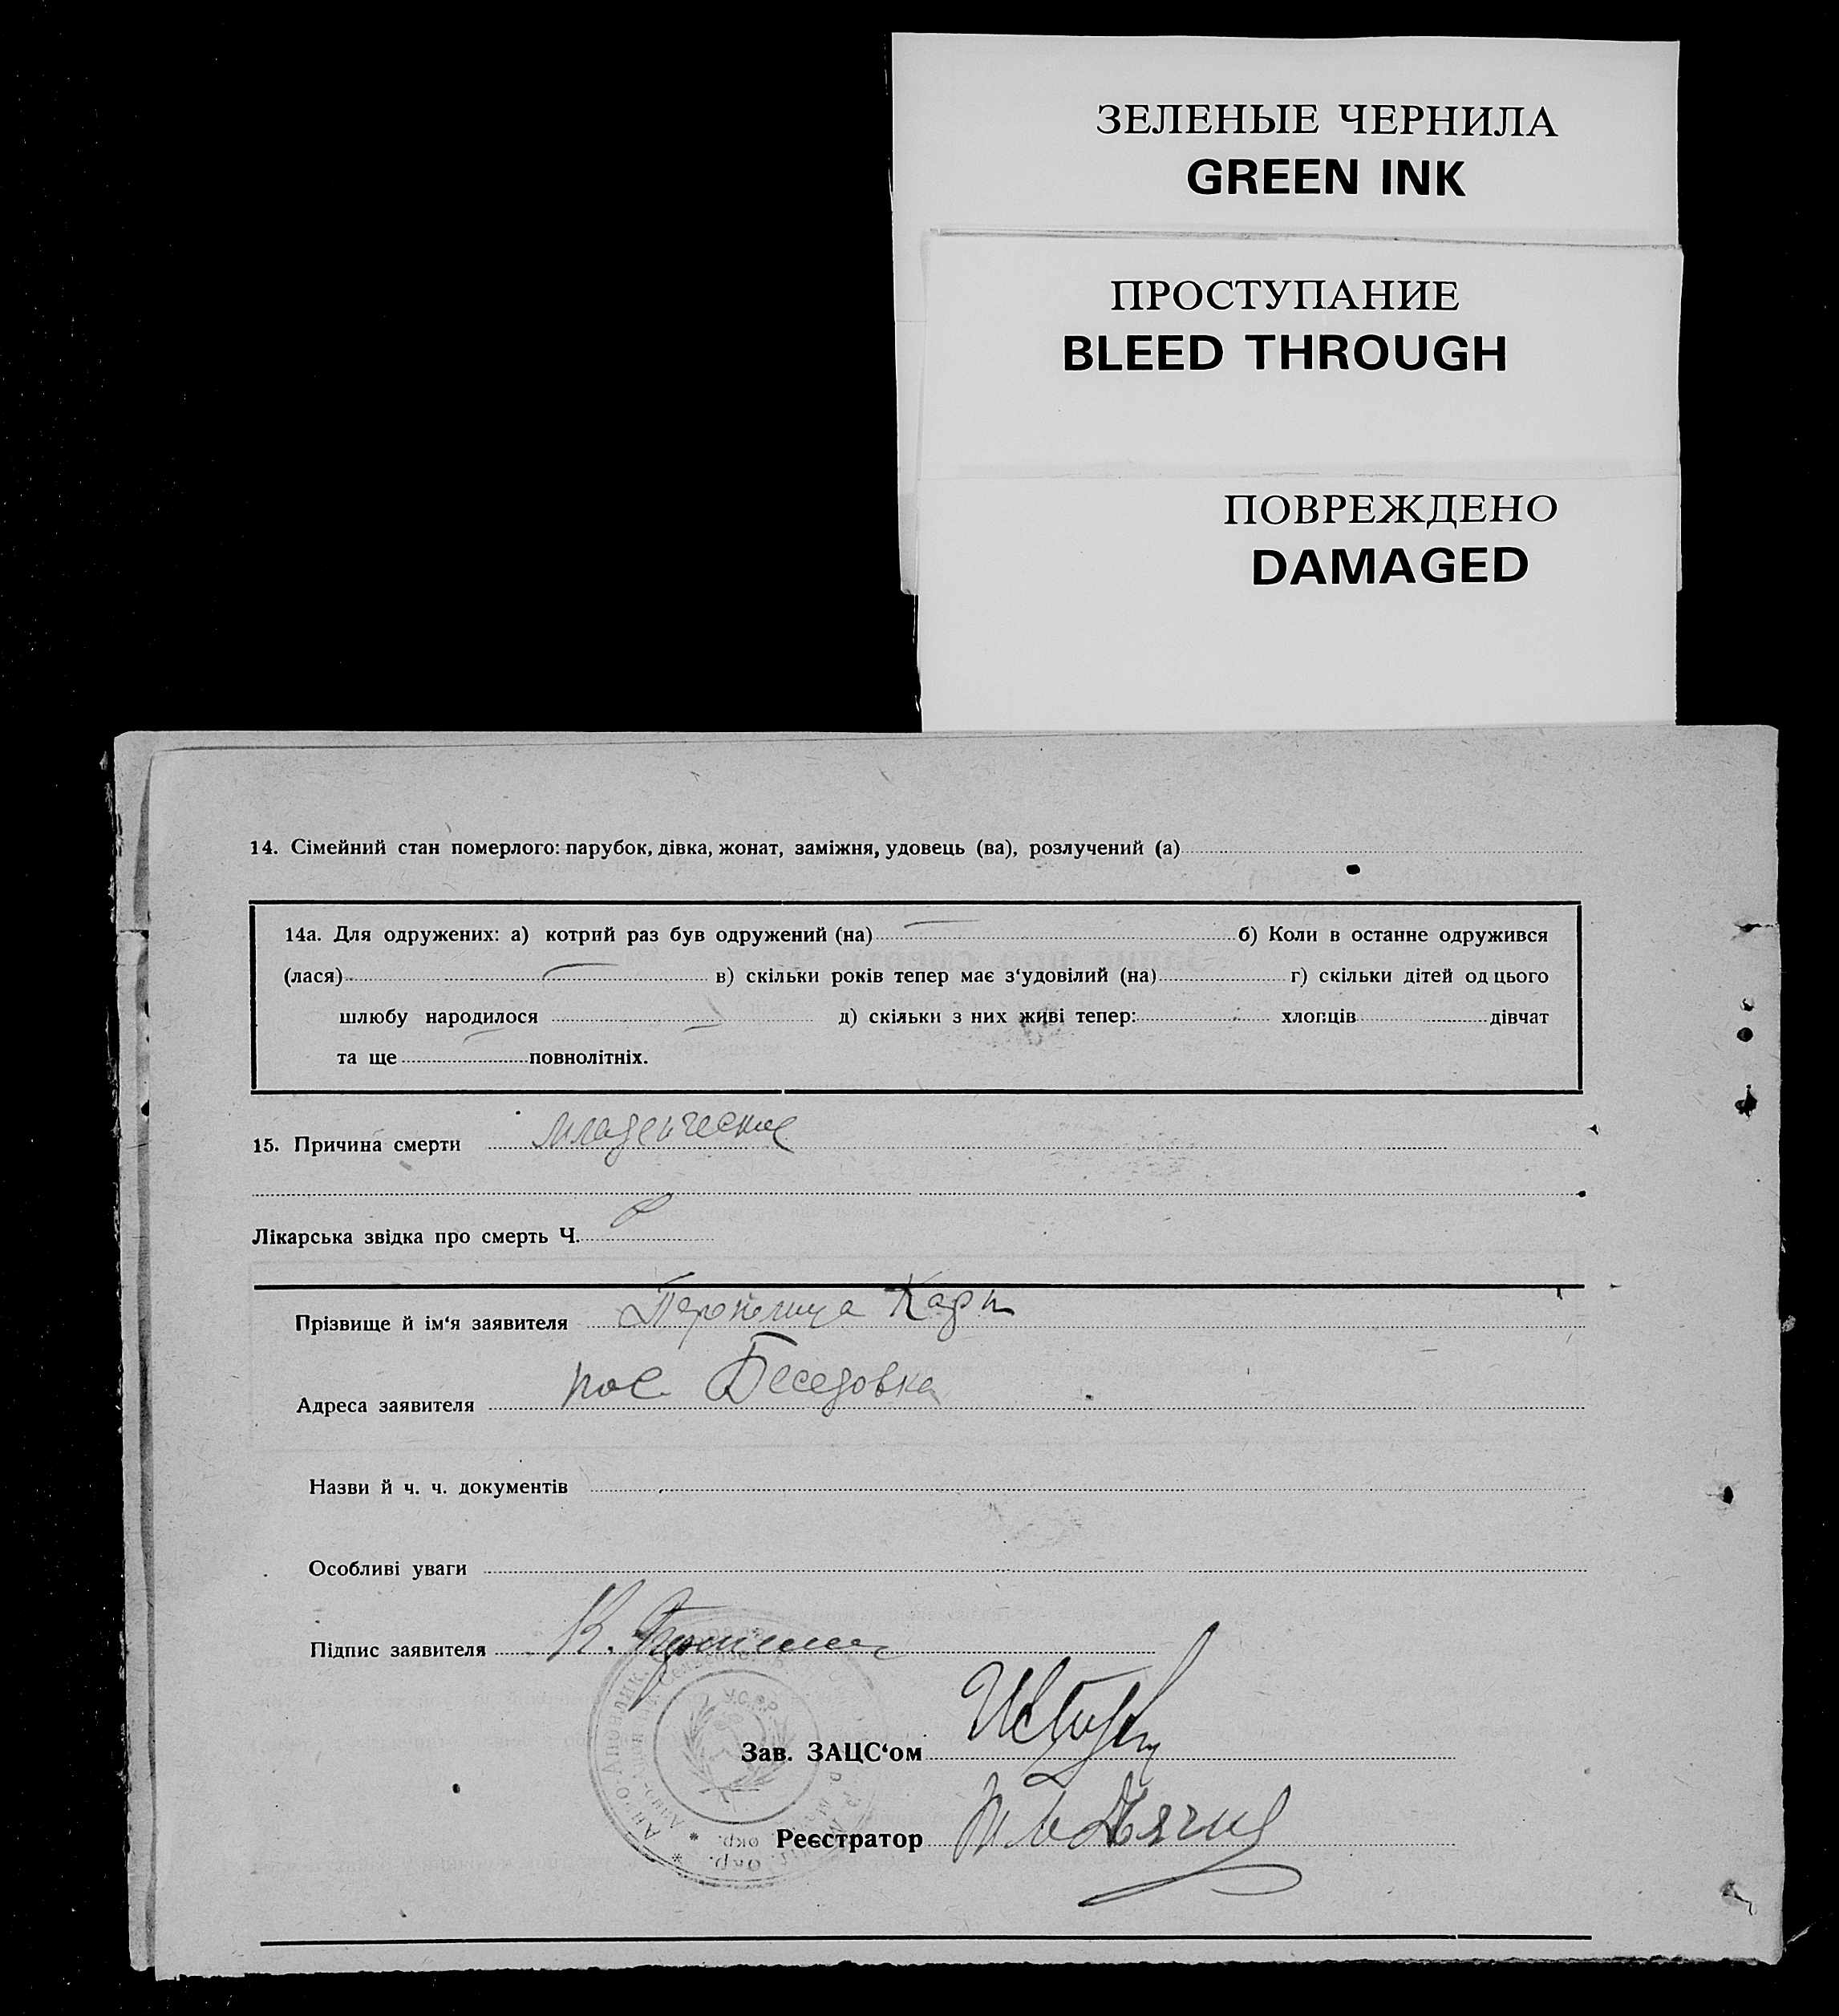 ЗЕЛЕНЫЕ ЧЕРНИЛА
GREEN INK
ПРОСТУПАНИЕ
BLEED THROUGH
ПОВРЕЖДЕНО
DAMAGED
14. Сімейний стан померлого: парубок, дівка, жонат, заміжня, удовець (ва), розлучений (а)
14а. Для одружених: а) котрий раз був одружений (на) б) Коли в останне одружився
(лася) в) скільки років тепер має з‘удовілий (на) г) скільки дітей од цього
шлюбу народилося д) скільки з них живі тепер: хлопців дівчат
та ще повнолітніх.
15. Причина смерти младенческие
Лікарська звідка про смерть Ч.
Прізвище й ім‘я заявителя Карп
Адреса заявителя пос Беседовка
Назви й ч. ч. документів
Особливі уваги
Підпис заявителя К.
У.С.Р.Р.
Зав. ЗАЦС‘ом
Реєстратор
окр.